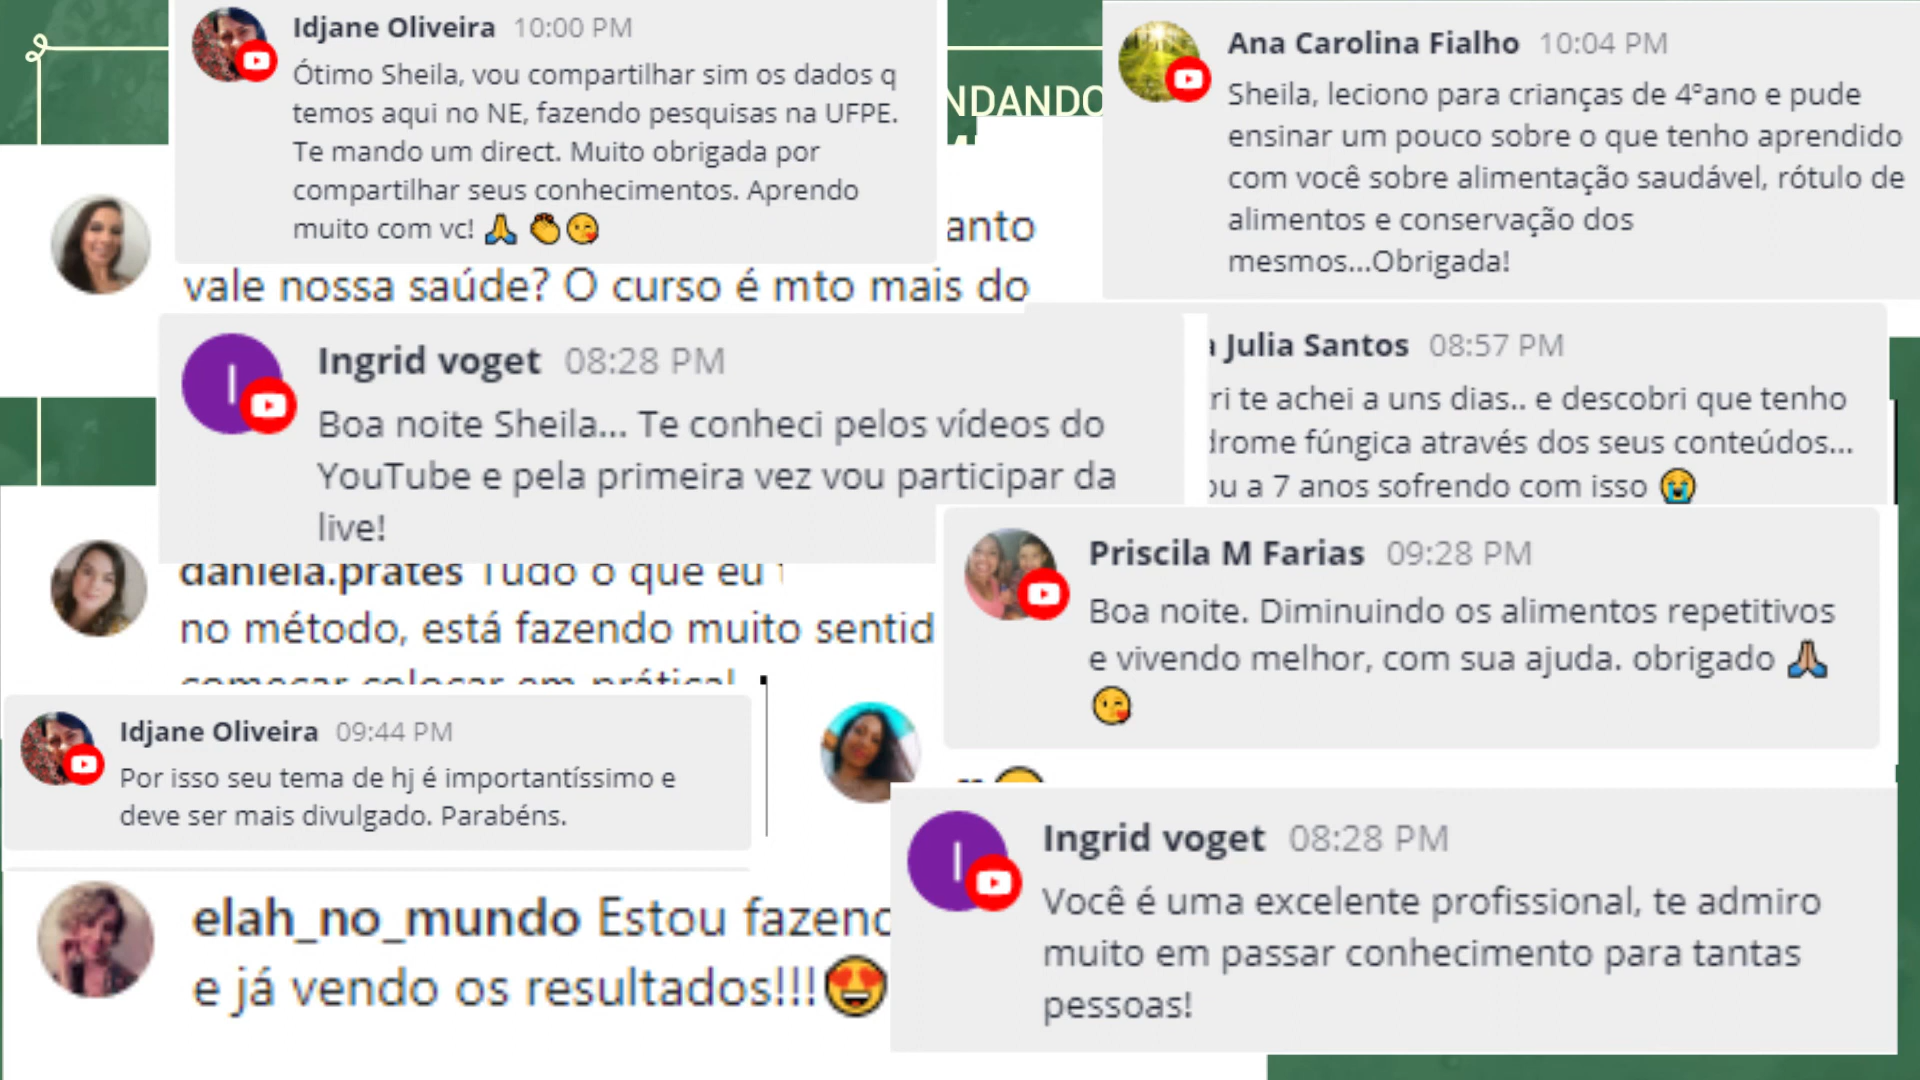 Idjane Oliveira 10:00 PM
Ótimo Sheila, vou compartilhar sim os dados q
temos aqui no NE, fazendo pesquisas na UFPE.
Te mando um direct. Muito obrigada por
compartilhar seus conhecimentos. Aprendo
muito com vc! 🙏 👏😘
NDANDO
Ana Carolina Fialho 10:04 PM
Sheila, leciono para crianças de 4ºano e pude
ensinar um pouco sobre o que tenho aprendido
com você sobre alimentação saudável, rótulo de
alimentos e conservação dos
mesmos...Obrigada!
anto
vale nossa saúde? O curso é mto mais do
Ingrid voget 08:28 PM
Boa noite Sheila... Te conheci pelos vídeos do
YouTube e pela primeira vez vou participar da
live!
a Julia Santos 08:57 PM
ri te achei a uns dias.. e descobri que tenho
drome fúngica através dos seus conteúdos...
ou a 7 anos sofrendo com isso 😭
daniela.prates Tudo o que eu
no método, está fazendo muito sentid
começar colocar em prática!
Priscila M Farias 09:28 PM
Boa noite. Diminuindo os alimentos repetitivos
e vivendo melhor, com sua ajuda. obrigado 🙏🏽
😘
Idjane Oliveira 09:44 PM
Por isso seu tema de hj é importantíssimo e
deve ser mais divulgado. Parabéns.
elah_no_mundo Estou fazend
e já vendo os resultados!!!😍
Ingrid voget 08:28 PM
Você é uma excelente profissional, te admiro
muito em passar conhecimento para tantas
pessoas!